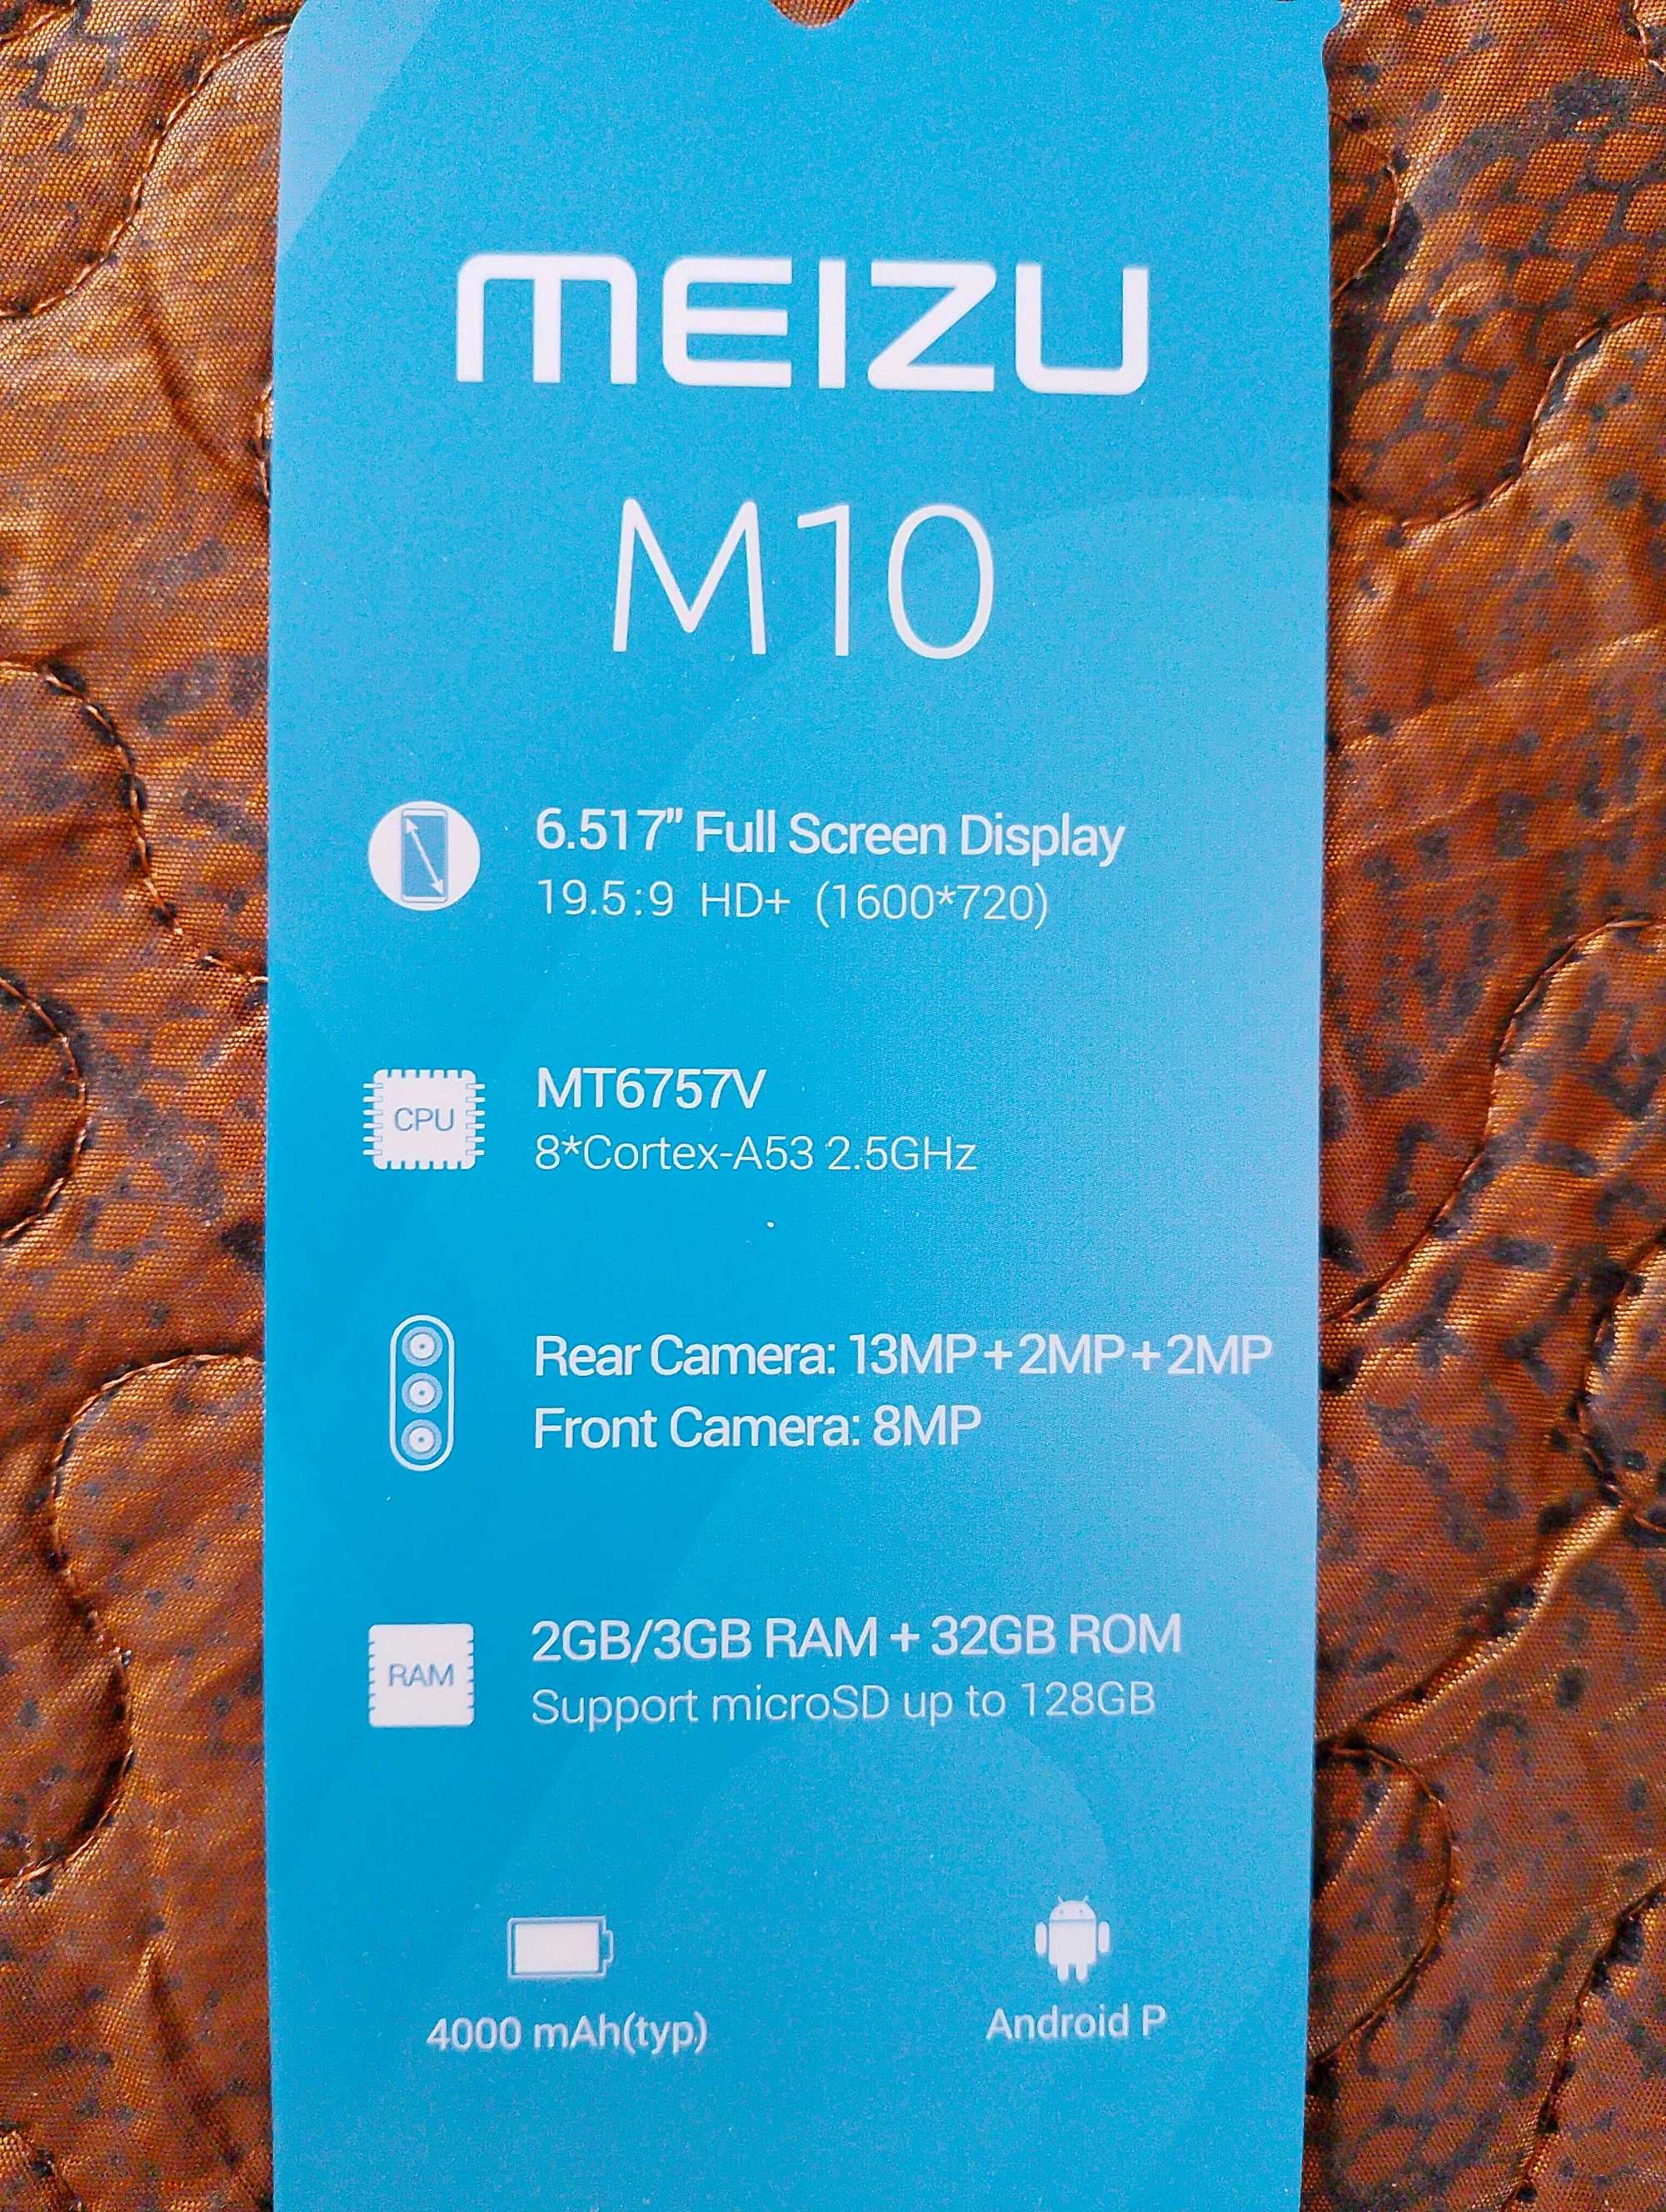 MEIZU
M10
6.517" Full Screen Display
19.5:9 HD+ (1600*720)
CPU
MT6757V
8*Cortex-A53 2.5GHz
Rear Camera: 13MP+2MP+2MP
Front Camera: 8MP
RAM
2GB/3GB RAM + 32GB ROM
Support microSD up to 128GB
4000 mAh(typ)
Android P